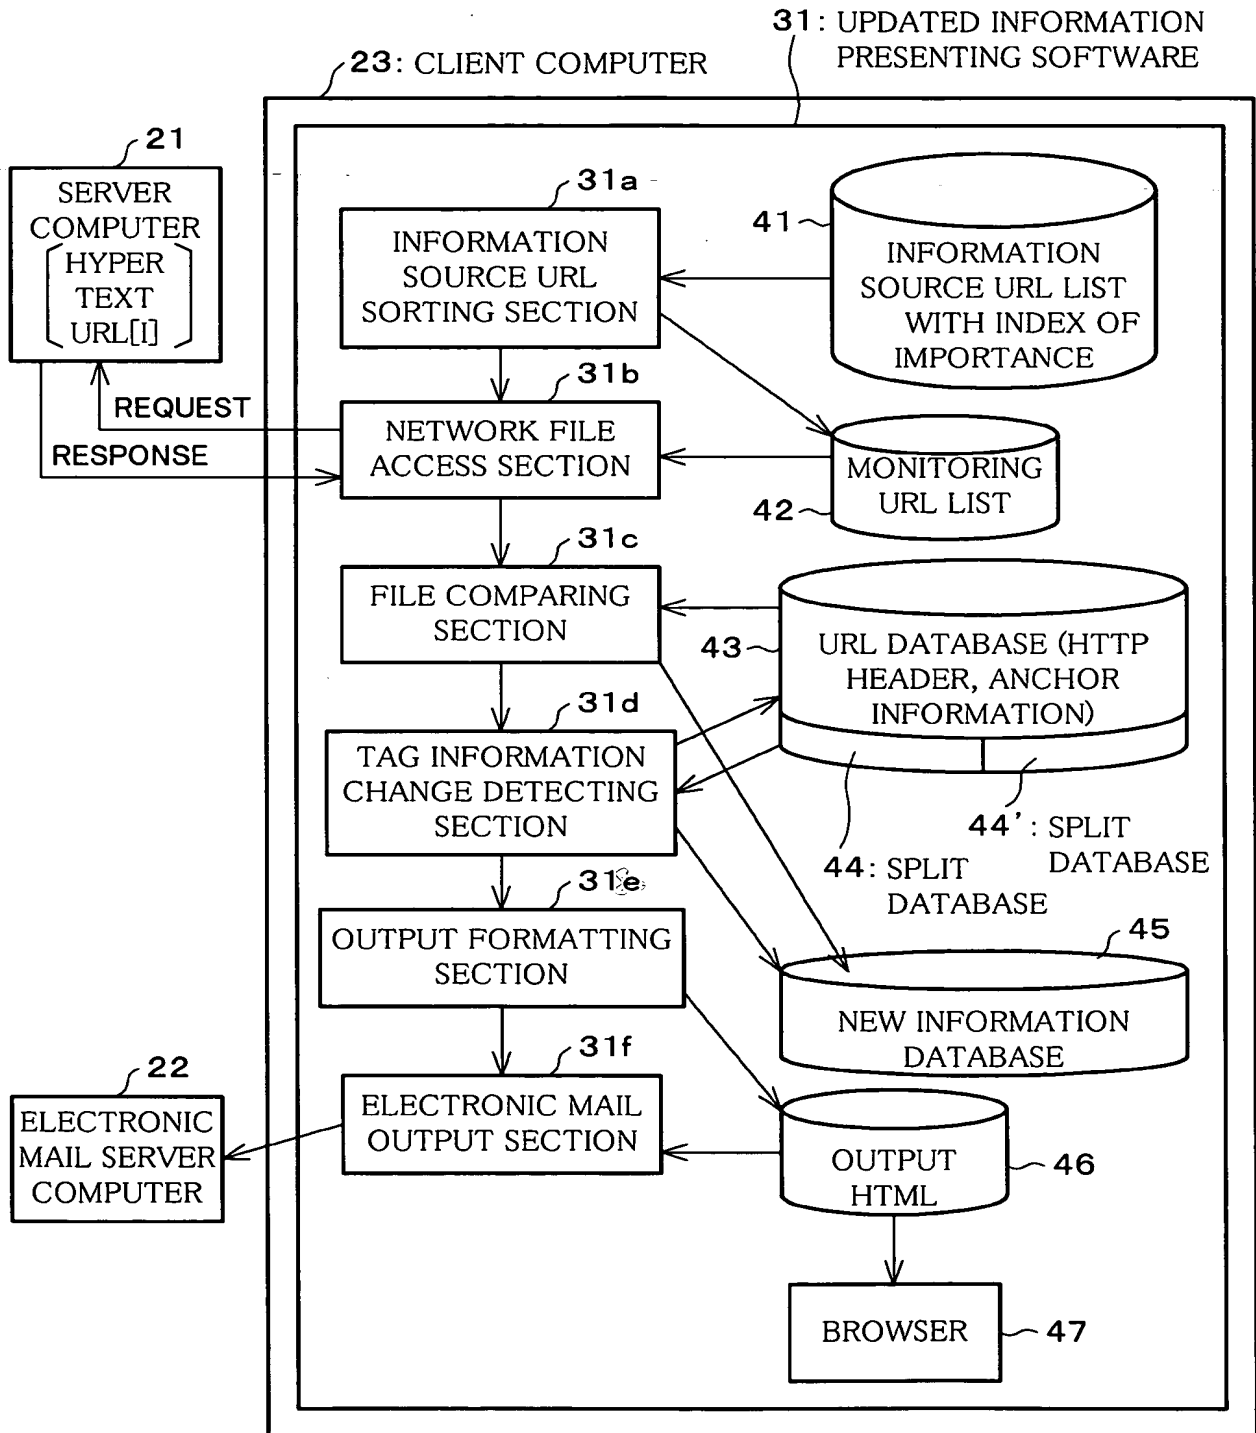 31: UPDATED INFORMATION
PRESENTING SOFTWARE
23: CLIENT COMPUTER
21
SERVER
COMPUTER
HYPER
TEXT
URL[I]
31a
INFORMATION
SOURCE URL
SORTING SECTION
41
INFORMATION
SOURCE URL LIST
WITH INDEX OF
IMPORTANCE
REQUEST
RESPONSE
31b
NETWORK FILE
ACCESS SECTION
MONITORING
URL LIST
42
31c
FILE COMPARING
SECTION
43
URL DATABASE (HTTP
HEADER, ANCHOR
INFORMATION)
31d
TAG INFORMATION
CHANGE DETECTING
SECTION
44': SPLIT
DATABASE
44: SPLIT
DATABASE
31e
OUTPUT FORMATTING
SECTION
45
NEW INFORMATION
DATABASE
31f
ELECTRONIC MAIL
OUTPUT SECTION
22
ELECTRONIC
MAIL SERVER
COMPUTER
OUTPUT
HTML
46
BROWSER
47